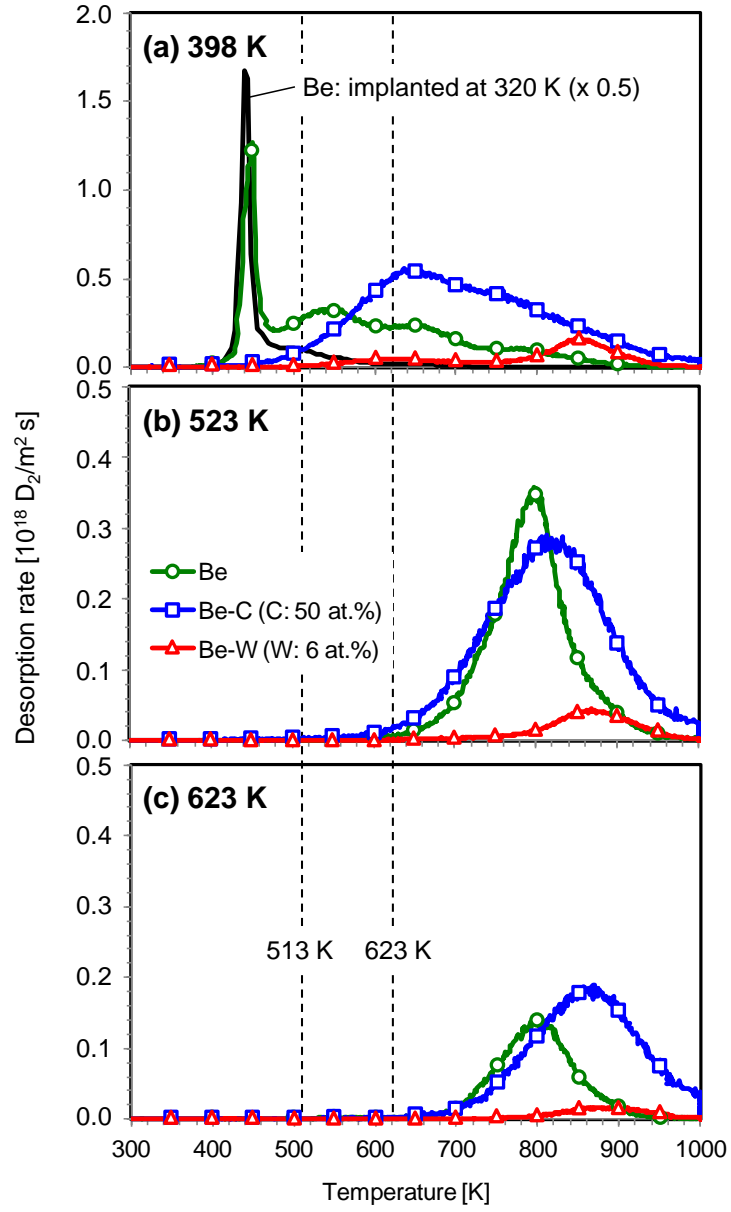 (a) 398 K
Be: implanted at 320 K (x 0.5)
2.0
1.5
1.0
0.5
0.0
(b) 523 K
0.5
0.4
0.3
0.2
0.1
0.0
Be
Be-C (C: 50 at.%)
Be-W (W: 6 at.%)
Desorption rate [10¹⁸ D₂/m² s]
(c) 623 K
0.5
0.4
0.3
0.2
0.1
0.0
513 K
623 K
300 400 500 600 700 800 900 1000
Temperature [K]